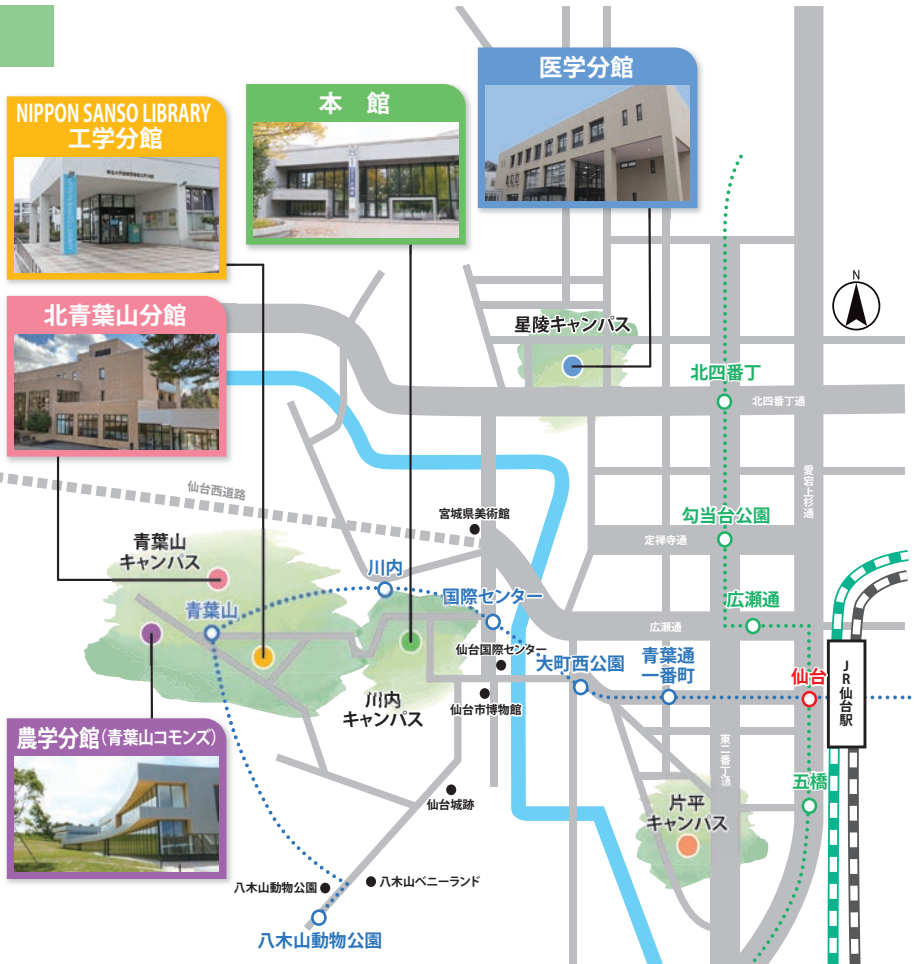 医学分館
本 館
NIPPON SANSO LIBRARY
工学分館
北青葉山分館
農学分館(青葉山コモンズ)
N
星陵キャンパス
北四番丁
北四番丁通
愛宕上杉通
仙台西道路
宮城県美術館
勾当台公園
定禅寺通
青葉山
キャンパス
川内
国際センター
広瀬通
広瀬通
青葉山
仙台国際センター
大町西公園
青葉通
一番町
仙台
JR仙台駅
川内
キャンパス
仙台市博物館
東二番丁通
五橋
仙台城跡
片平
キャンパス
八木山動物公園
八木山ベニーランド
八木山動物公園